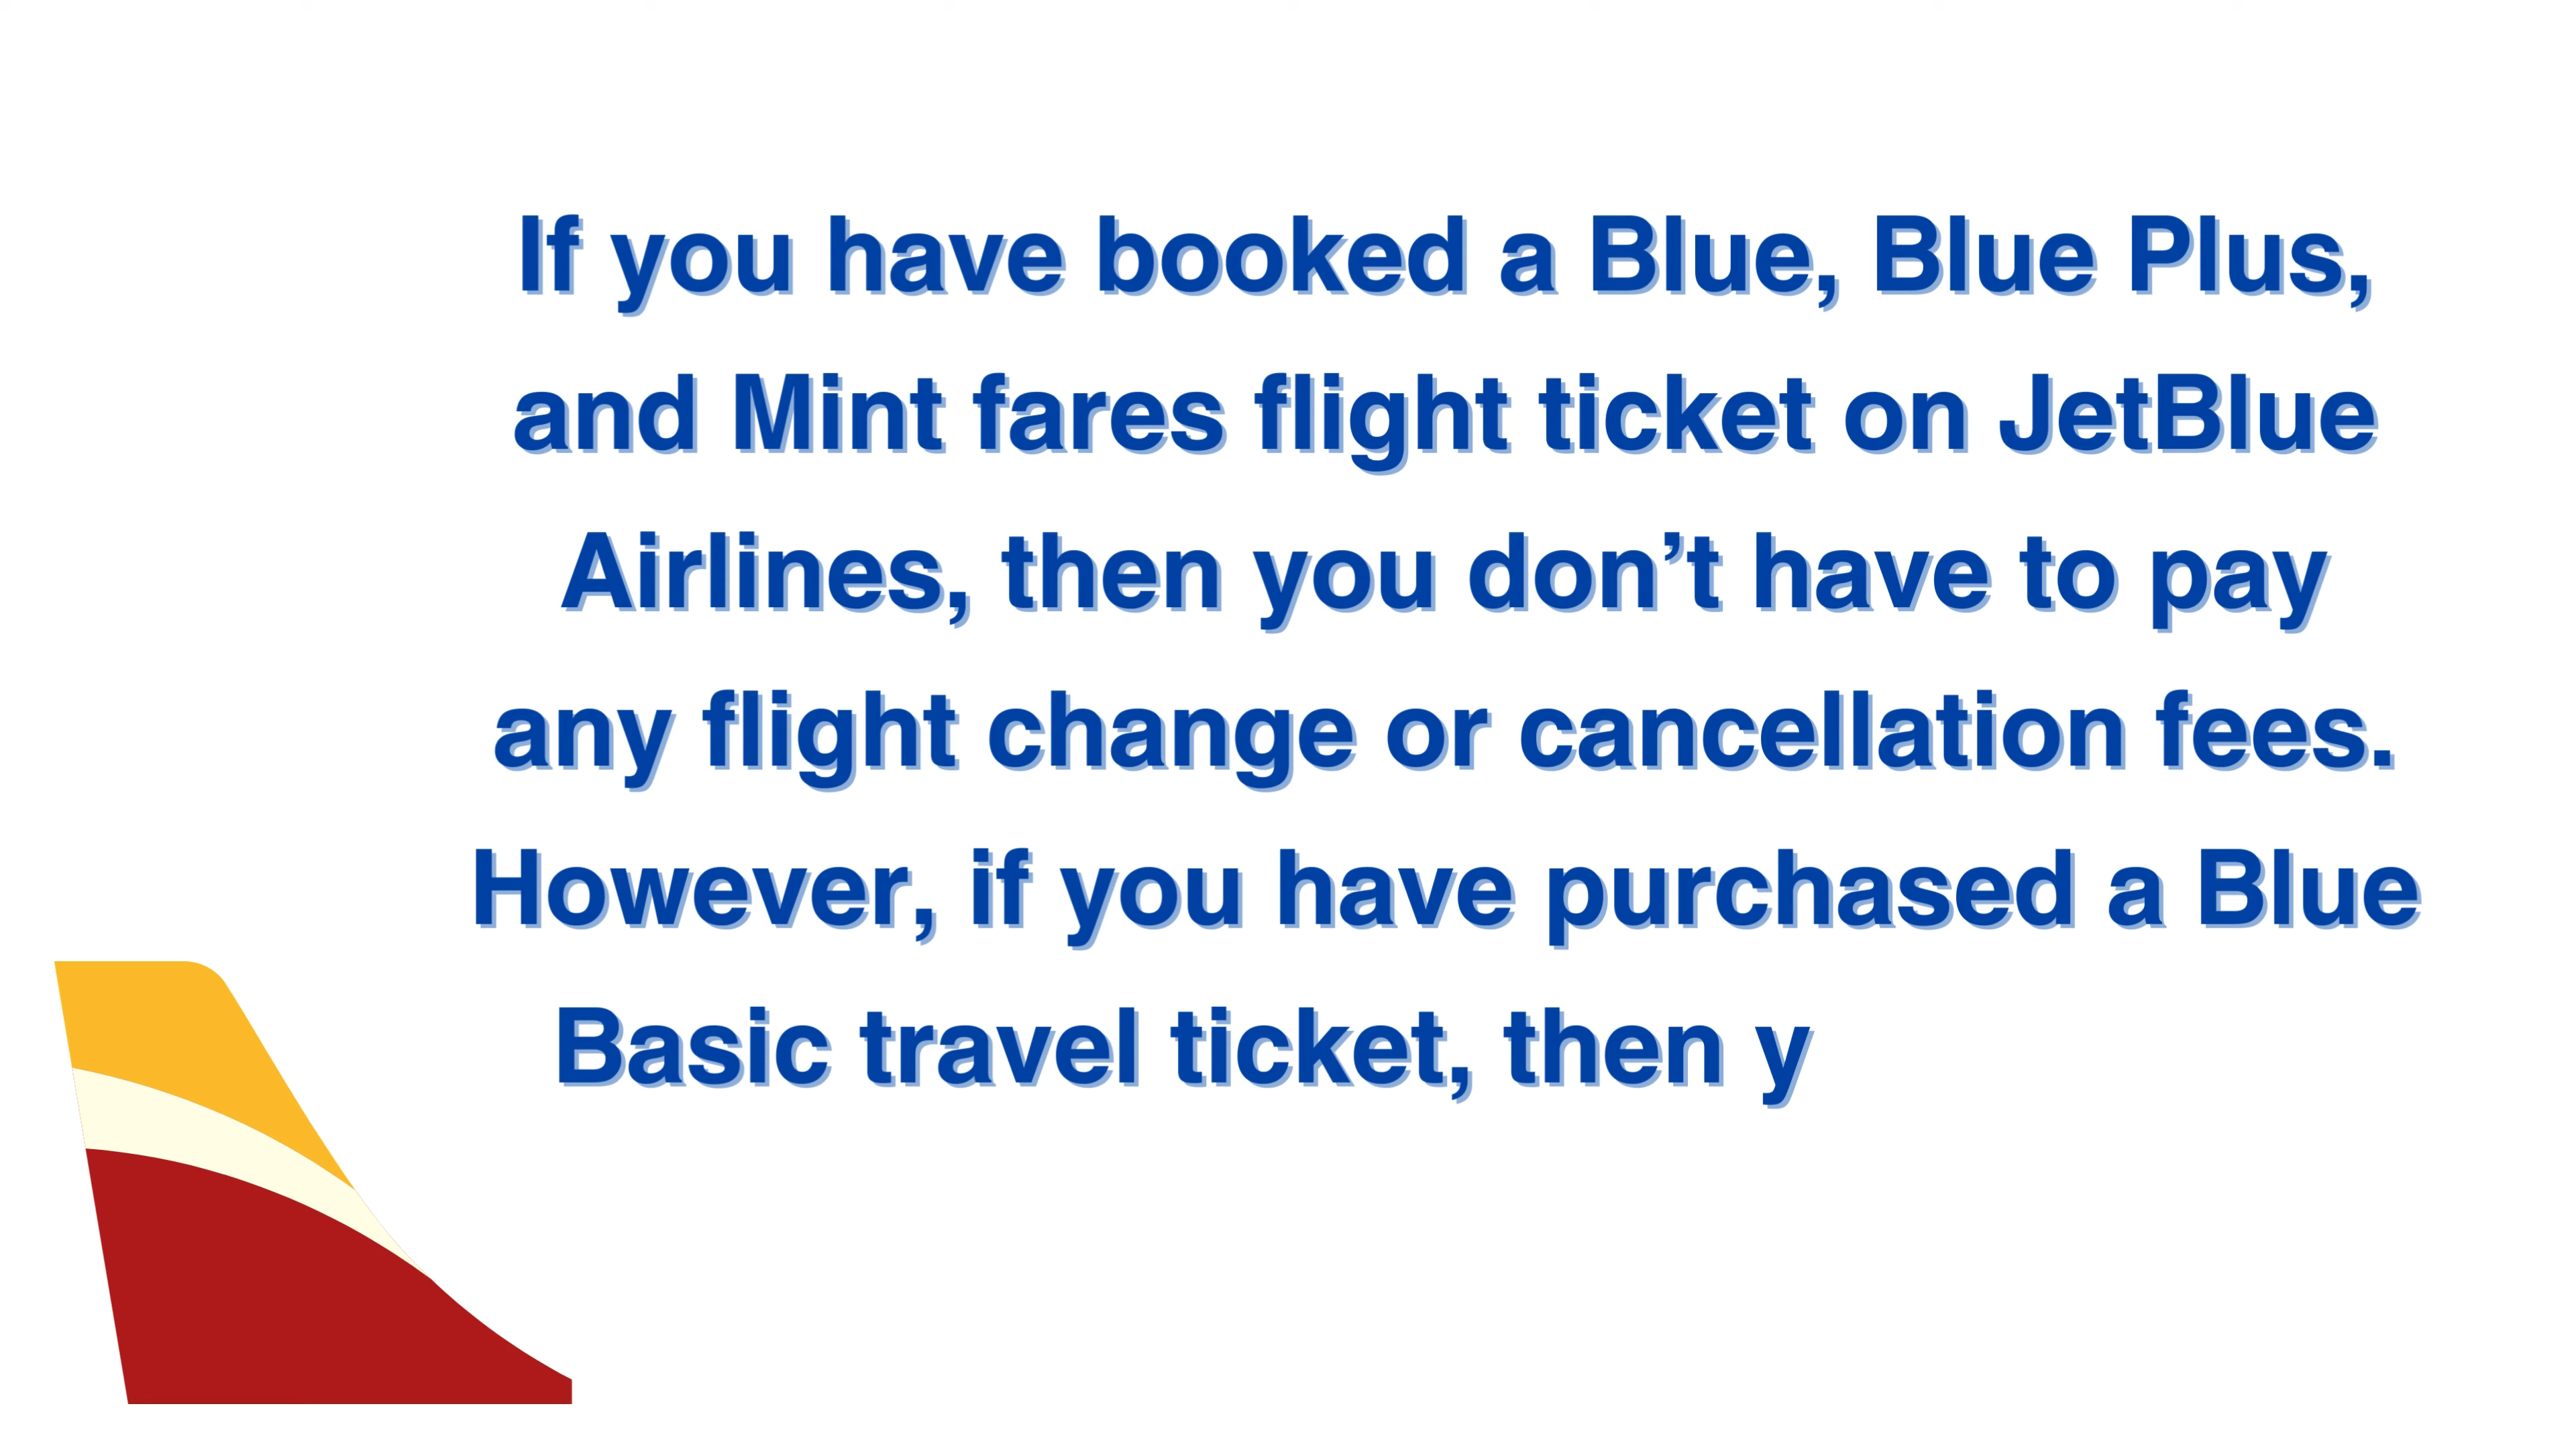 If you have booked a Blue, Blue Plus,
and Mint fares flight ticket on JetBlue
Airlines, then you don’t have to pay
any flight change or cancellation fees.
However, if you have purchased a Blue
Basic travel ticket, then y